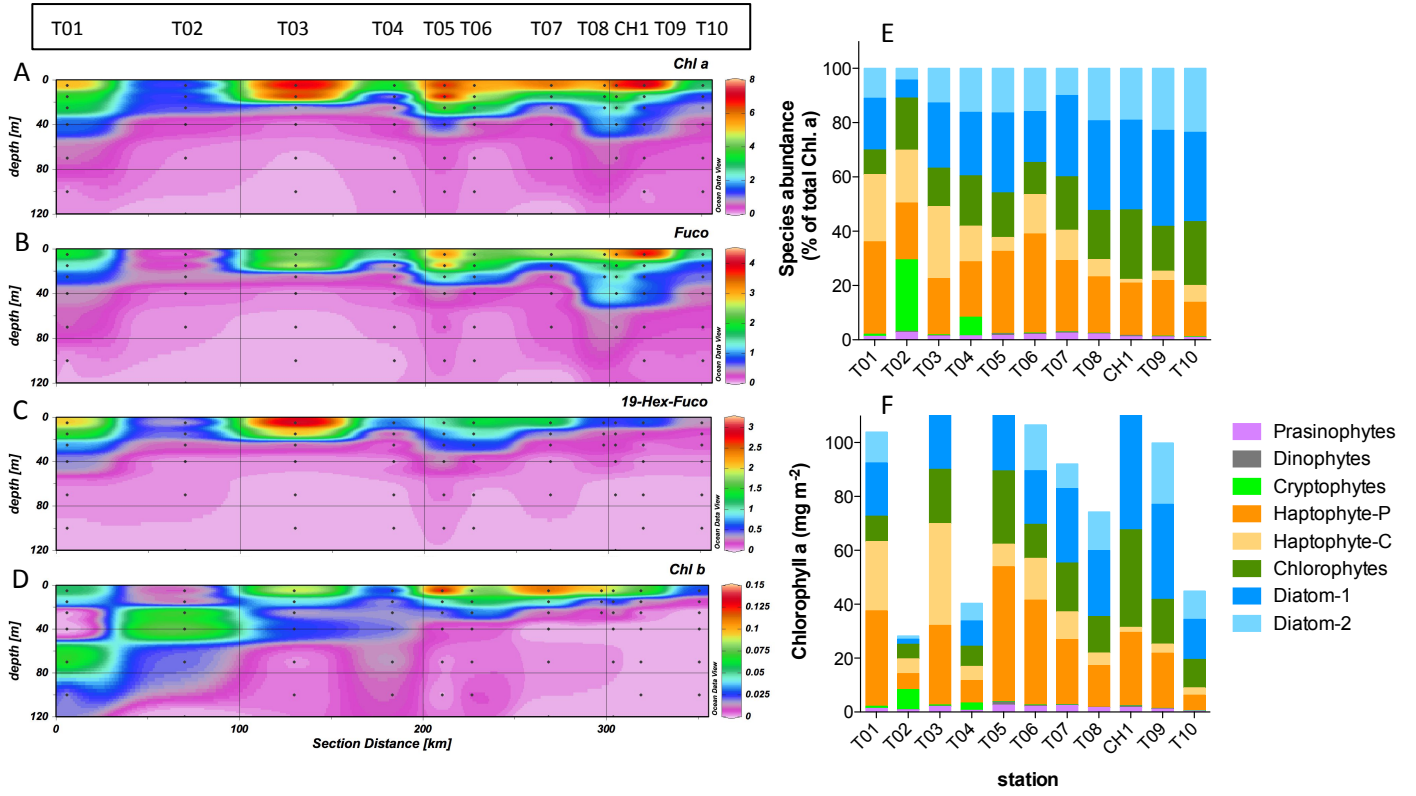 T01 T02 T03 T04 T05 T06 T07 T08 CH1 T09 T10
A
Chl a
0
40
80
120
depth [m]
8
6
4
2
0
Ocean Data View
B
Fuco
0
40
80
120
depth [m]
4
3
2
1
0
Ocean Data View
C
19-Hex-Fuco
0
40
80
120
depth [m]
3
2.5
2
1.5
1
0.5
0
Ocean Data View
D
Chl b
0
40
80
120
depth [m]
0.15
0.125
0.1
0.075
0.05
0.025
0
Ocean Data View
0 100 200 300
Section Distance [km]
E
Species abundance
(% of total Chl. a)
100
80
60
40
20
0
T01 T02 T03 T04 T05 T06 T07 T08 CH1 T09 T10
F
Chlorophyll a (mg m-2)
100
80
60
40
20
0
T01 T02 T03 T04 T05 T06 T07 T08 CH1 T09 T10
station
Prasinophytes
Dinophytes
Cryptophytes
Haptophyte-P
Haptophyte-C
Chlorophytes
Diatom-1
Diatom-2